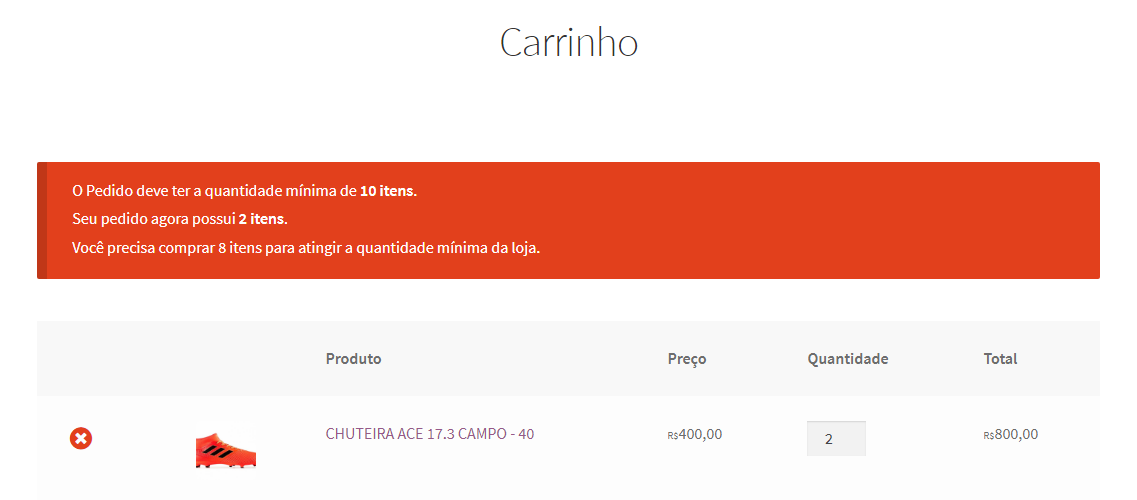 Carrinho
O Pedido deve ter a quantidade mínima de 10 itens.
Seu pedido agora possui 2 itens.
Você precisa comprar 8 itens para atingir a quantidade mínima da loja.
Produto Preço Quantidade Total
CHUTEIRA ACE 17.3 CAMPO - 40 R$400,00 2 R$800,00